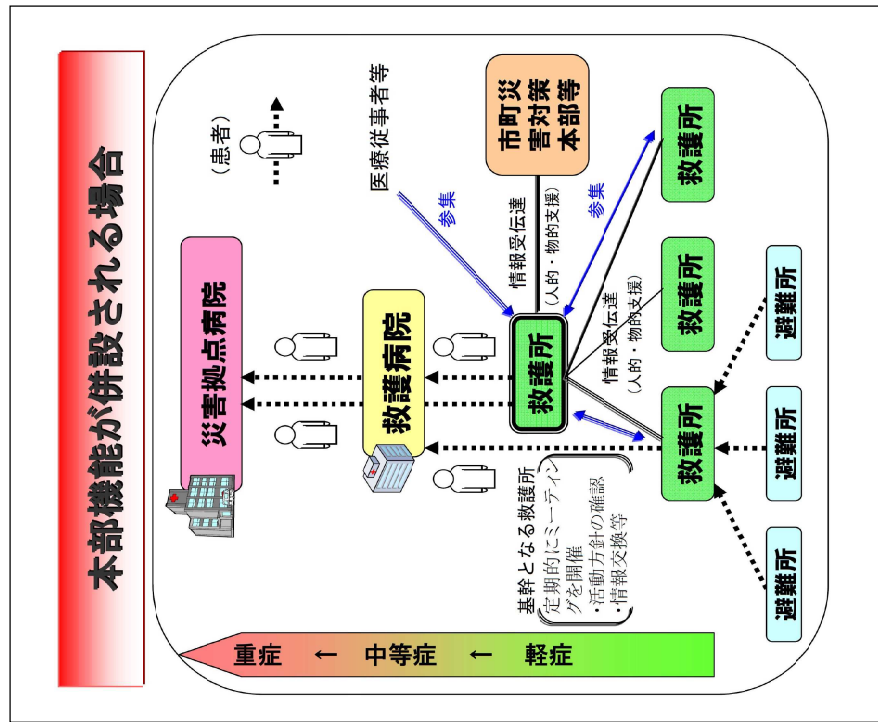 本部機能が併設される場合
(患者)
災害拠点病院
医療従事者等
参集
救護病院
市町災
害対策
本部等
情報受伝達
(人的・物的支援)
救護所
参集
情報受伝達
(人的・物的支援)
基幹となる救護所
定期的にミーティン
グを開催
・活動方針の確認
・情報交換等
救護所
救護所
救護所
避難所
避難所
避難所
重症 ← 中等症 ← 軽症